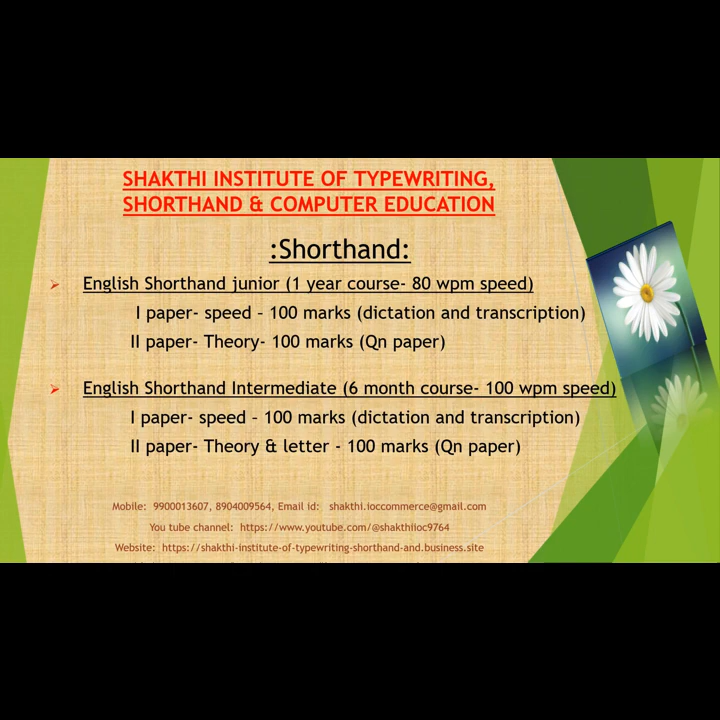 SHAKTHI INSTITUTE OF TYPEWRITING,
SHORTHAND & COMPUTER EDUCATION
:Shorthand:
English Shorthand junior (1 year course- 80 wpm speed)
I paper- speed – 100 marks (dictation and transcription)
II paper- Theory- 100 marks (Qn paper)
English Shorthand Intermediate (6 month course- 100 wpm speed)
I paper- speed – 100 marks (dictation and transcription)
II paper- Theory & letter - 100 marks (Qn paper)
Mobile: 9900013607, 8904009564, Email id: shakthi.ioccommerce@gmail.com
You tube channel: https://www.youtube.com/@shakthiioc9764
Website: https://shakthi-institute-of-typewriting-shorthand-and.business.site